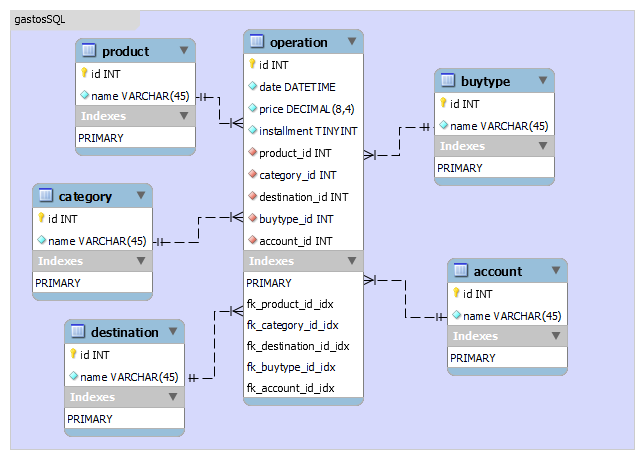 gastosSQL
product
id INT
name VARCHAR(45)
Indexes
PRIMARY
category
id INT
name VARCHAR(45)
Indexes
PRIMARY
destination
id INT
name VARCHAR(45)
Indexes
PRIMARY
operation
id INT
date DATETIME
price DECIMAL(8,4)
installment TINYINT
product_id INT
category_id INT
destination_id INT
buytype_id INT
account_id INT
Indexes
PRIMARY
fk_product_id_idx
fk_category_id_idx
fk_destination_id_idx
fk_buytype_id_idx
fk_account_id_idx
buytype
id INT
name VARCHAR(45)
Indexes
PRIMARY
account
id INT
name VARCHAR(45)
Indexes
PRIMARY